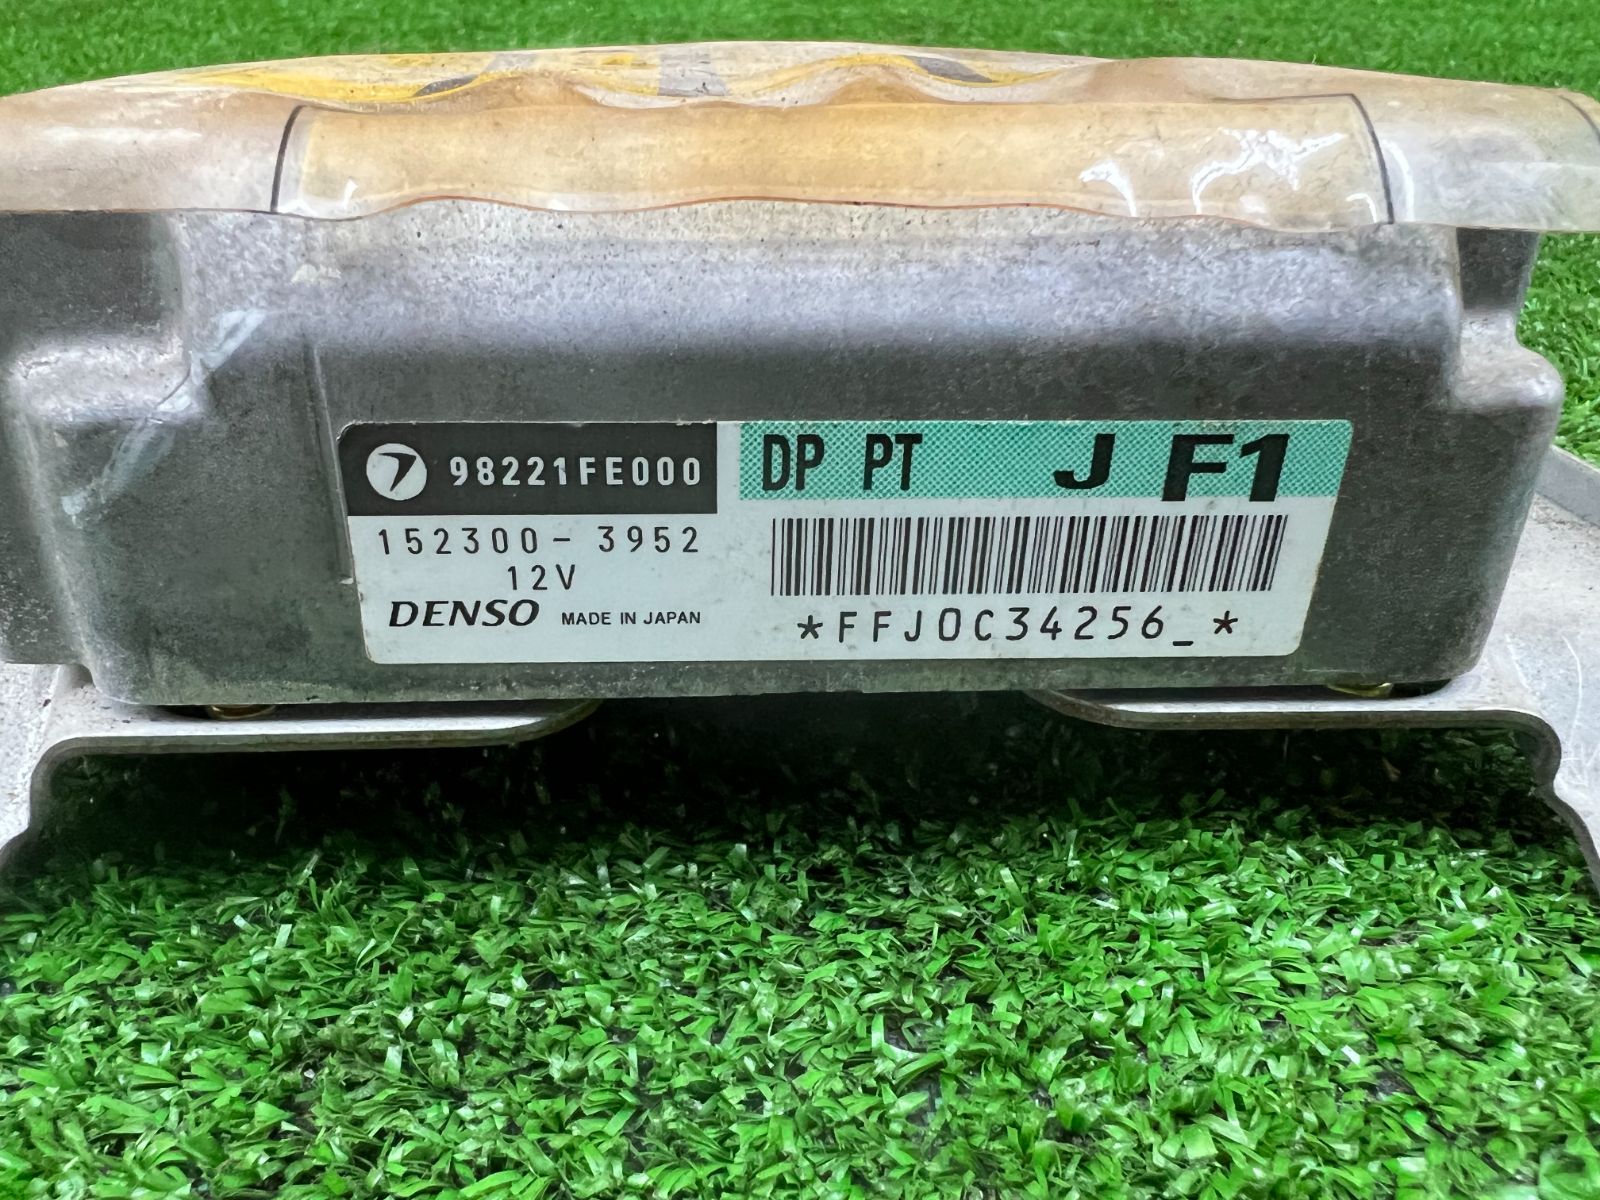 98221FE000
152300-3952
12V
DENSO MADE IN JAPAN
DP PT J F1
*FFJ0C34256_*